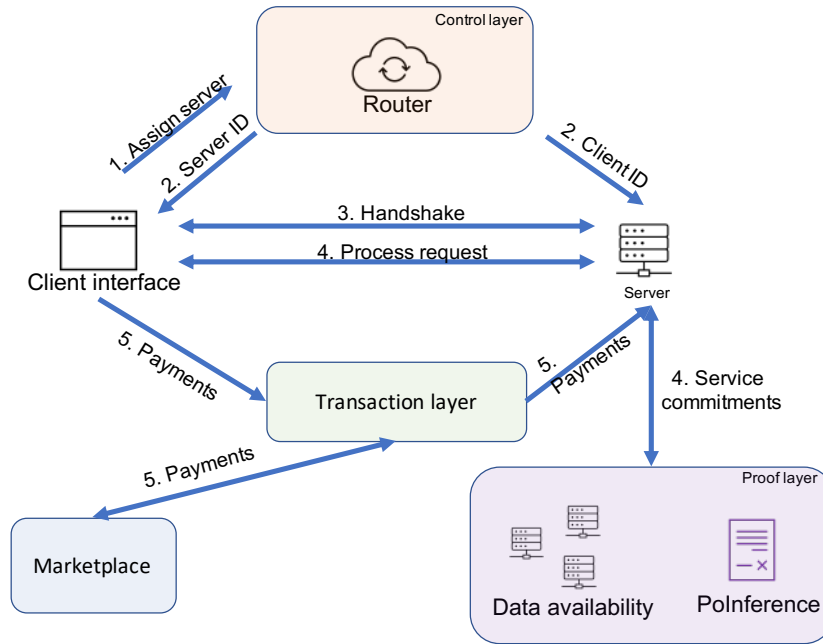 Control layer
Router
1. Assign server
2. Server ID
2. Client ID
3. Handshake
4. Process request
Client interface
Server
5. Payments
5.
Payments
4. Service
commitments
Transaction layer
5. Payments
Marketplace
Proof layer
Data availability
PoInference